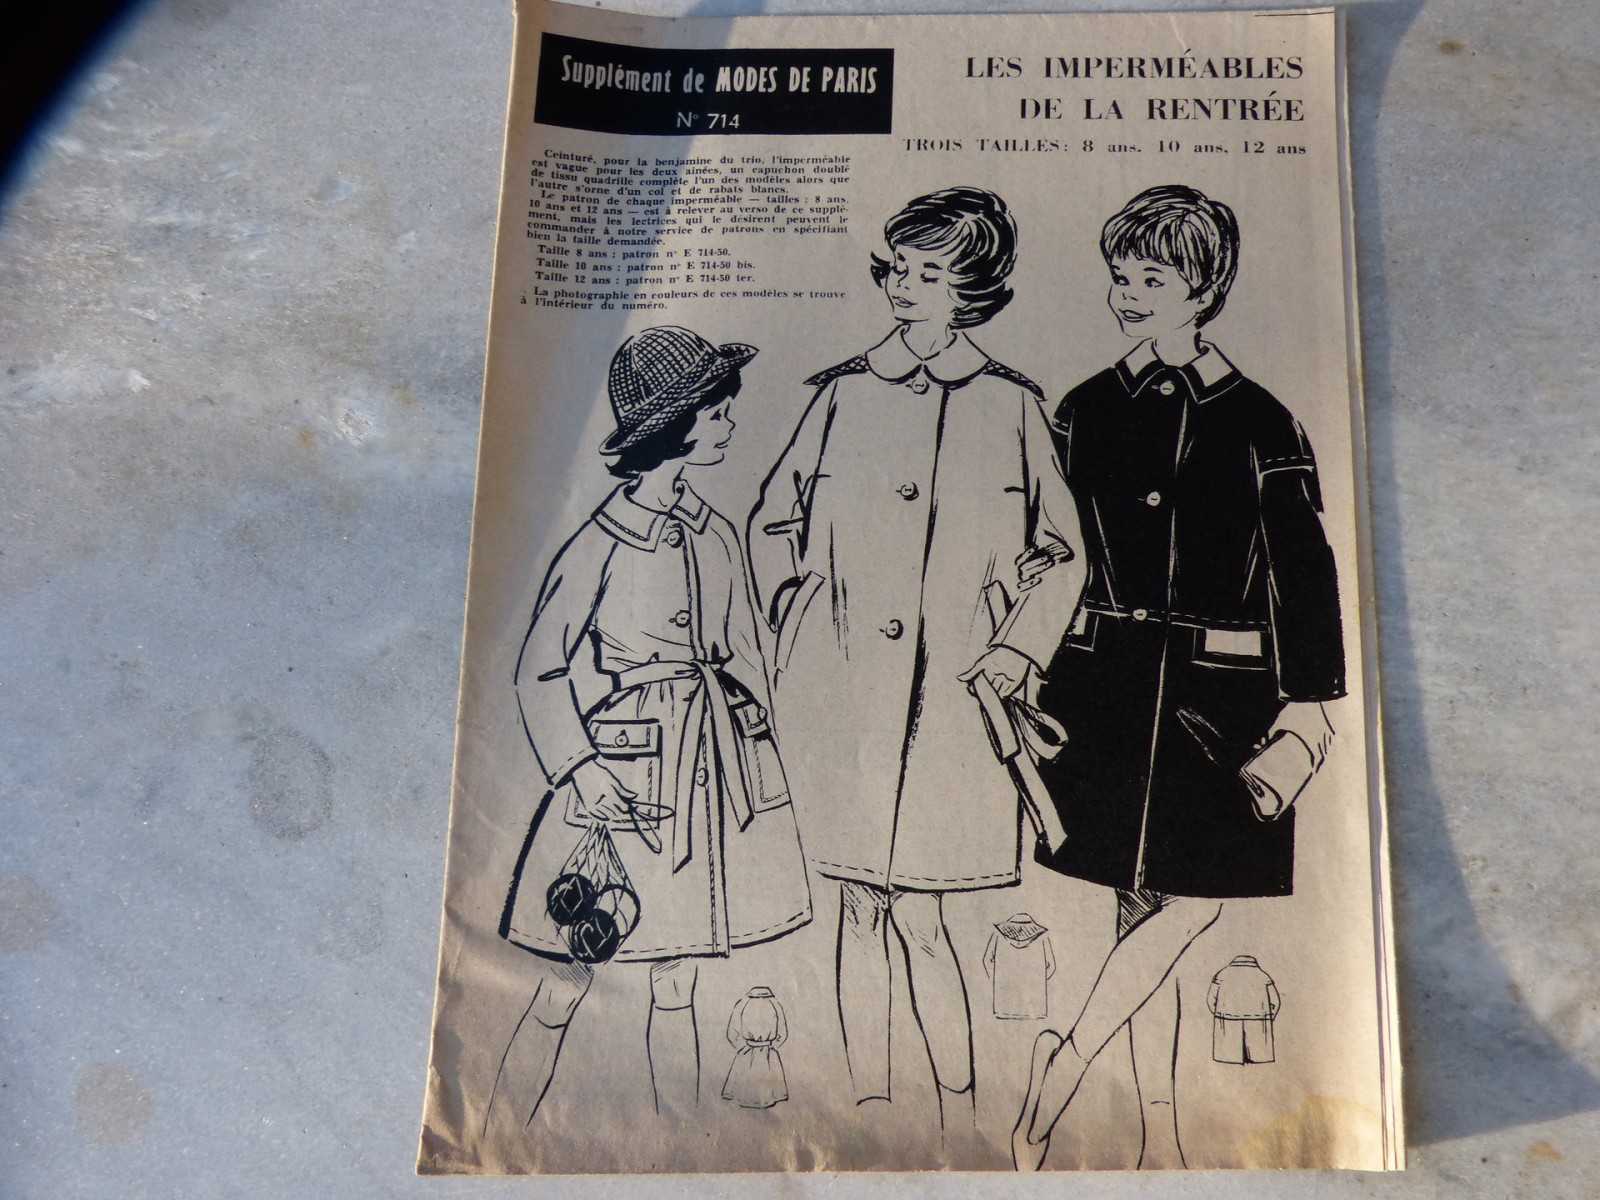 Supplément de MODES DE PARIS
N° 714
LES IMPERMÉABLES
DE LA RENTRÉE
TROIS TAILLES : 8 ans, 10 ans, 12 ans
Ceinturé, pour la benjamine du trio, l'imperméable
est vague pour les deux aînées, un capuchon doublé
de tissu quadrillé complète l'un des modèles alors que
l'autre s'orne d'un col et de rabats blancs.
Le patron de chaque imperméable — tailles : 8 ans,
10 ans et 12 ans — est à relever au verso de ce supplé-
ment, mais les lectrices qui le désirent peuvent le
commander à notre service de patrons en spécifiant
bien la taille demandée.
Taille 8 ans : patron n° E 714-50.
Taille 10 ans : patron n° E 714-50 bis.
Taille 12 ans : patron n° E 714-50 ter.
La photographie en couleurs de ces modèles se trouve
à l'intérieur du numéro.